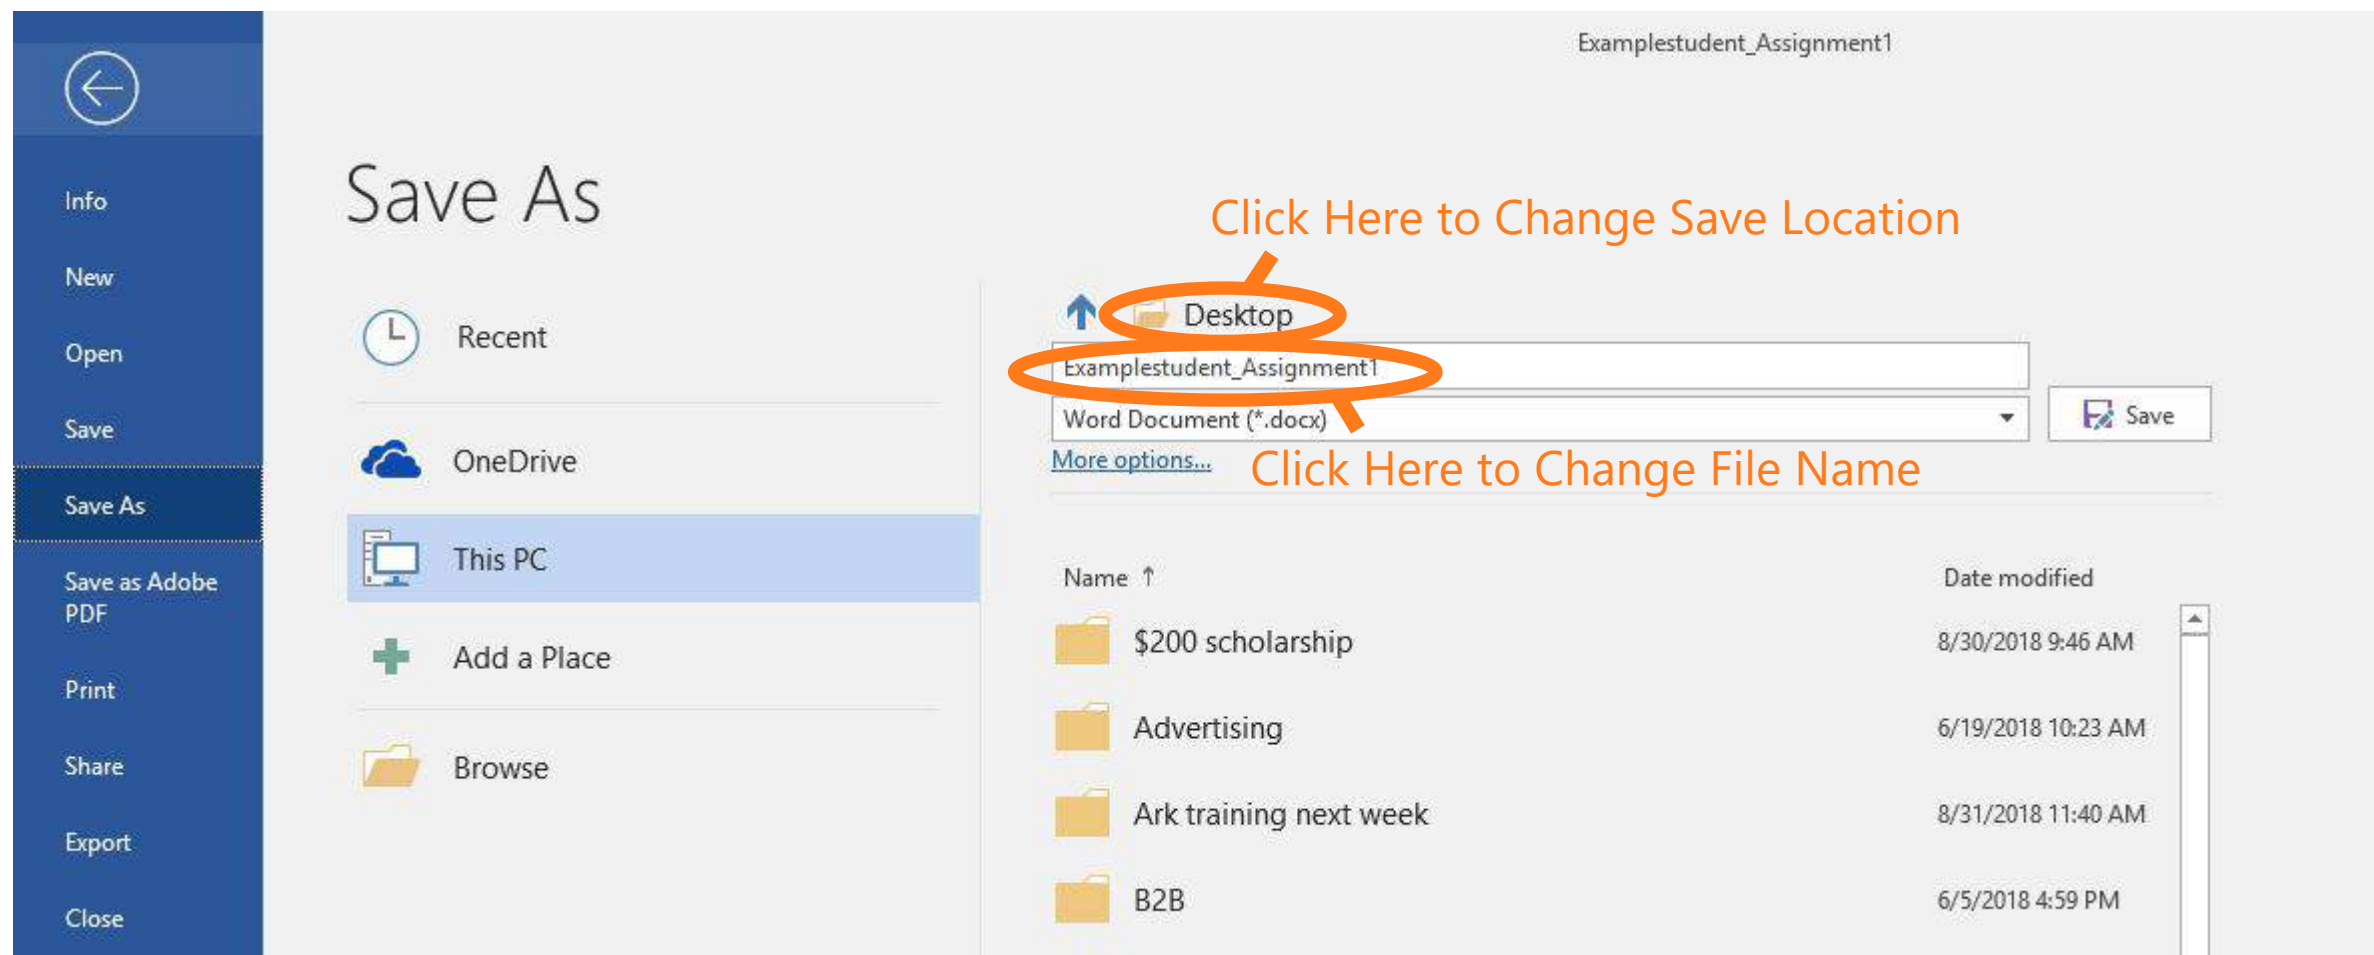 Examplestudent_Assignment1
Info
New
Open
Save
Save As
Save as Adobe
PDF
Print
Share
Export
Close
Save As
Recent
OneDrive
This PC
Add a Place
Browse
Click Here to Change Save Location
Desktop
Examplestudent_Assignment1
Word Document (*.docx)
Save
More options...
Click Here to Change File Name
Name ↑ Date modified
$200 scholarship 8/30/2018 9:46 AM
Advertising 6/19/2018 10:23 AM
Ark training next week 8/31/2018 11:40 AM
B2B 6/5/2018 4:59 PM